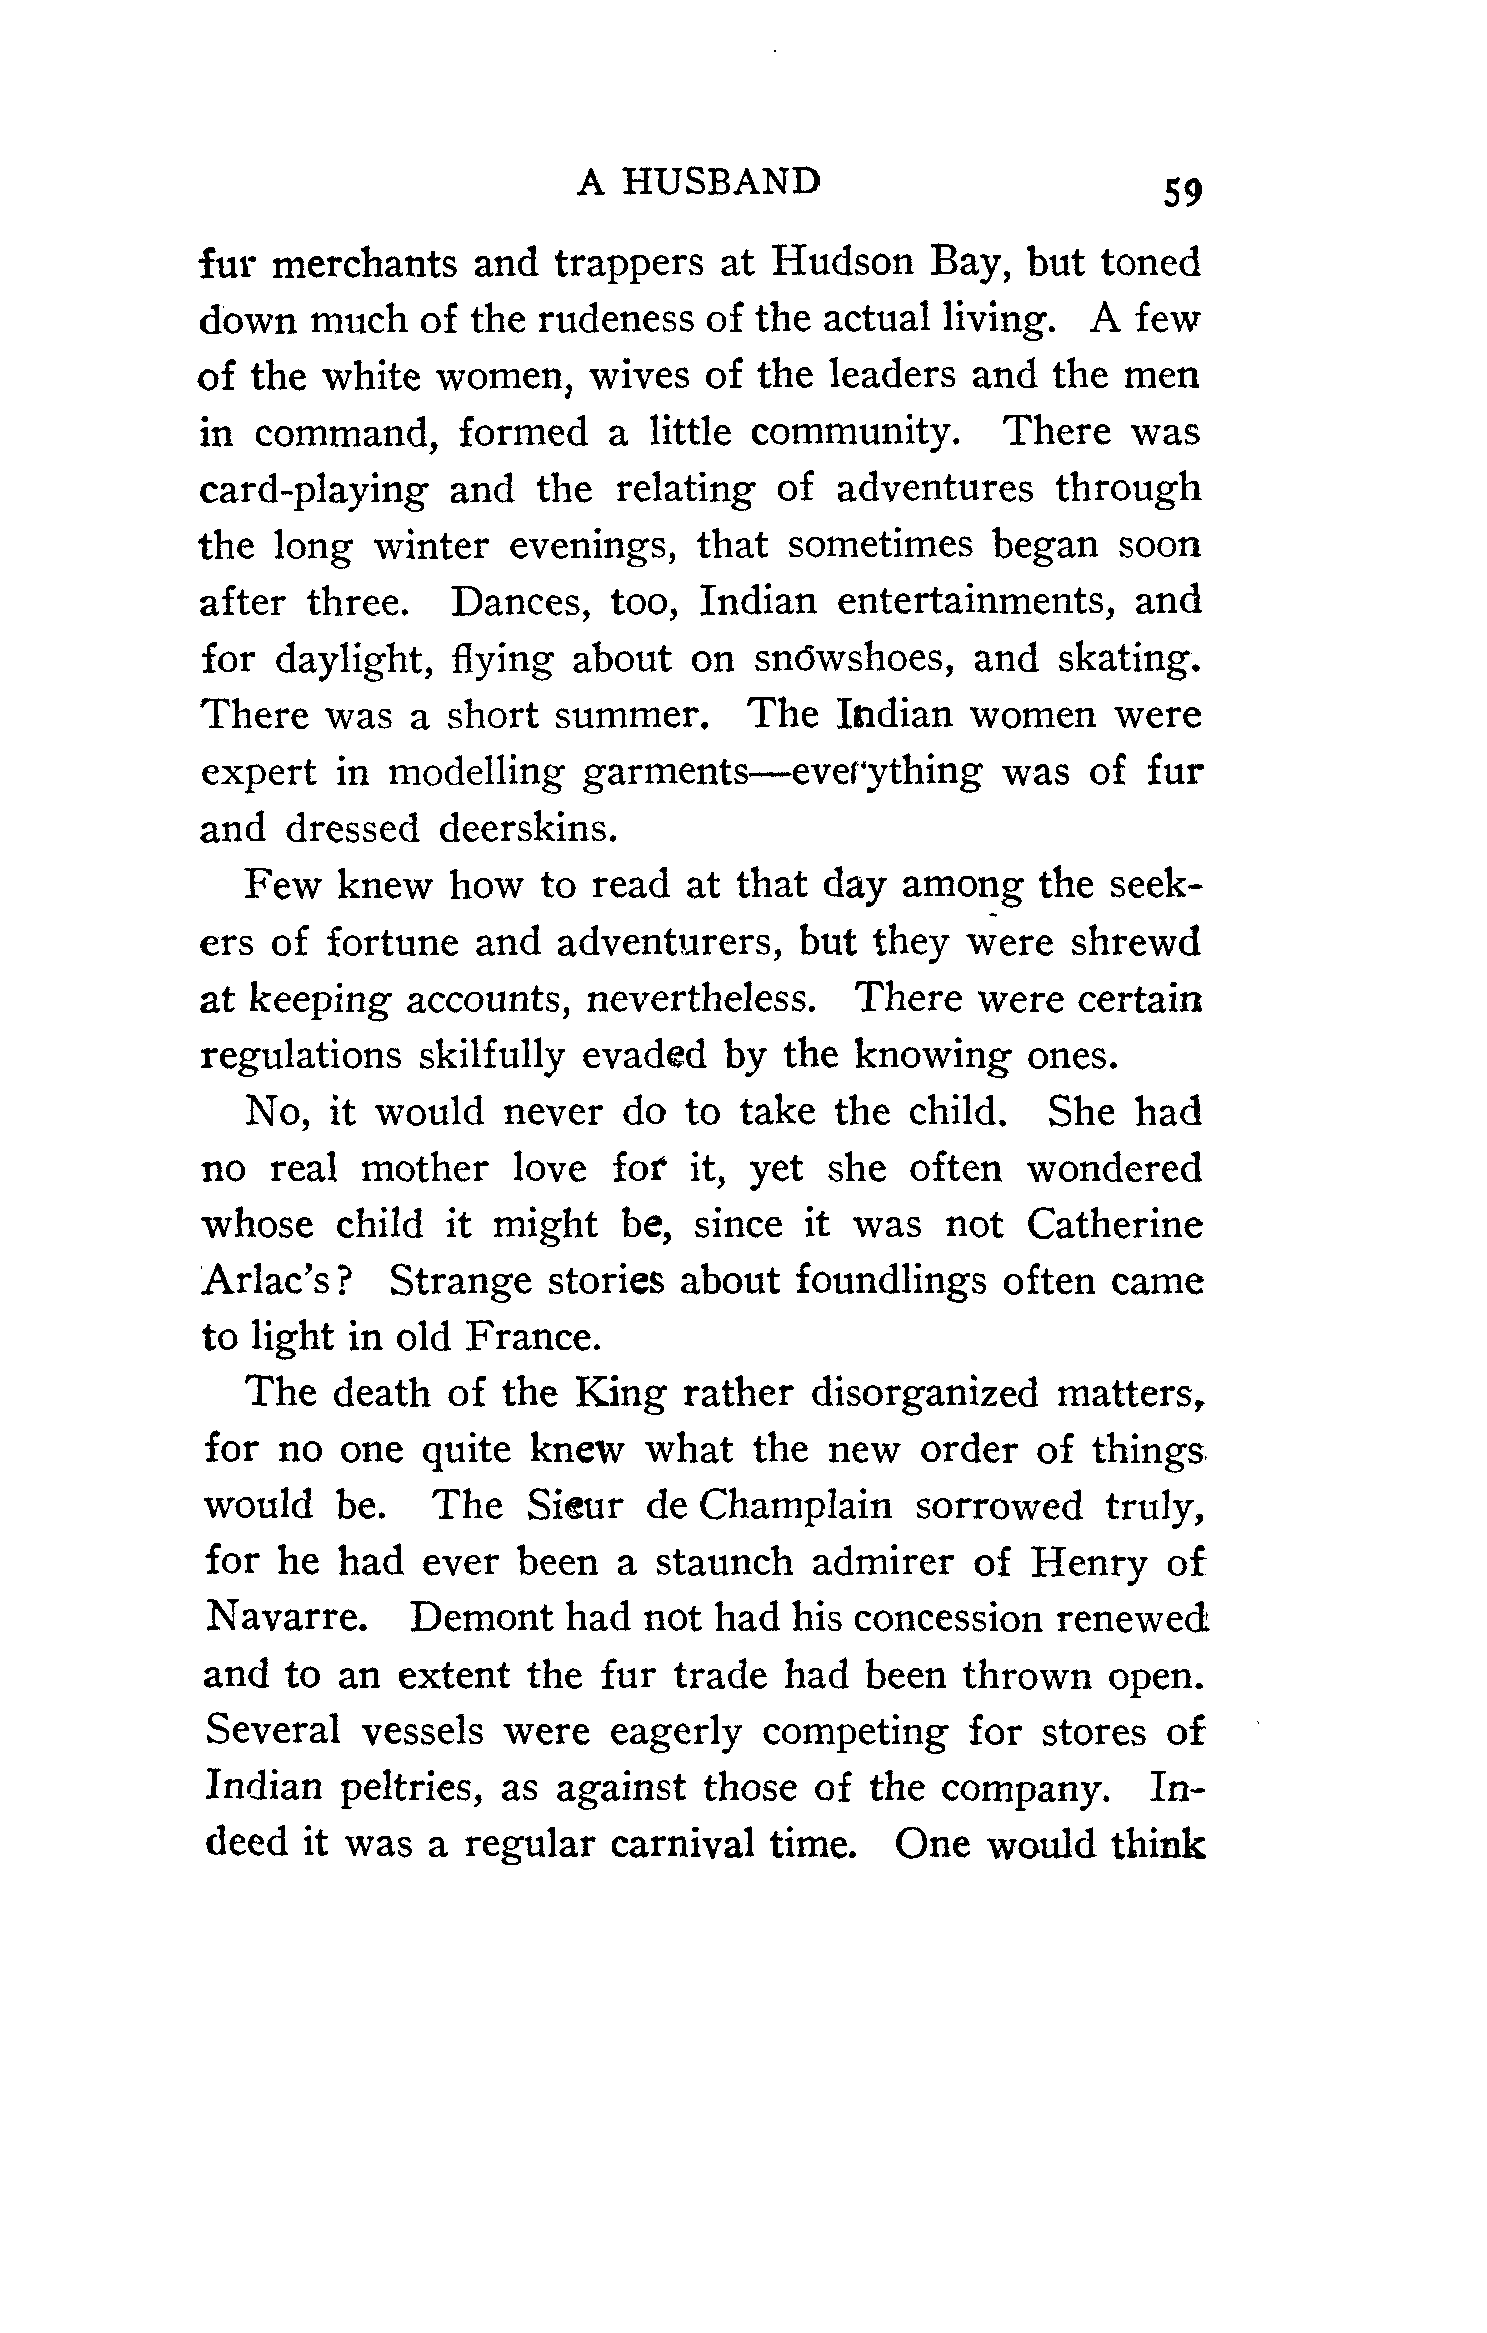 A HUSBAND 59
fur merchants and trappers at Hudson Bay, but toned
down much of the rudeness of the actual living. A few
of the white women, wives of the leaders and the men
in command, formed a little community. There was
card-playing and the relating of adventures through
the long winter evenings, that sometimes began soon
after three. Dances, too, Indian entertainments, and
for daylight, flying about on snowshoes, and skating.
There was a short summer. The Indian women were
expert in modelling garments—everything was of fur
and dressed deerskins.
Few knew how to read at that day among the seek-
ers of fortune and adventurers, but they were shrewd
at keeping accounts, nevertheless. There were certain
regulations skilfully evaded by the knowing ones.
No, it would never do to take the child. She had
no real mother love for it, yet she often wondered
whose child it might be, since it was not Catherine
Arlac's? Strange stories about foundlings often came
to light in old France.
The death of the King rather disorganized matters,
for no one quite knew what the new order of things
would be. The Sieur de Champlain sorrowed truly,
for he had ever been a staunch admirer of Henry of
Navarre. Demont had not had his concession renewed
and to an extent the fur trade had been thrown open.
Several vessels were eagerly competing for stores of
Indian peltries, as against those of the company. In-
deed it was a regular carnival time. One would think